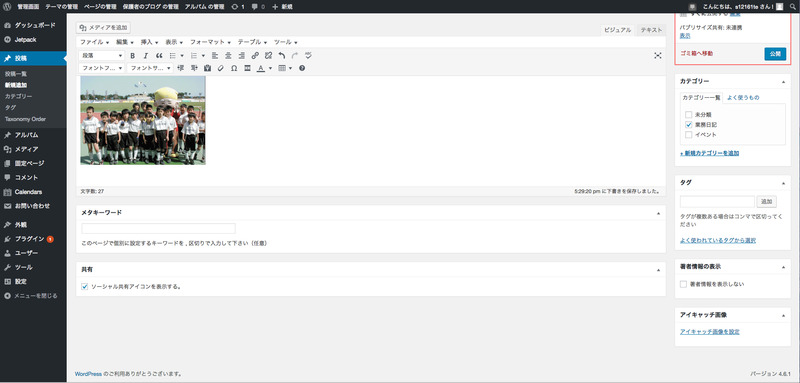 管理画面 テーマの管理 ページの管理 保護者のブログ の管理 アルバム の管理 1 0 + 新規
こんにちは、s12161te さん！
ダッシュボード
Jetpack
投稿
投稿一覧
新規追加
カテゴリー
タグ
Taxonomy Order
アルバム
メディア
固定ページ
コメント
Calendars
お問い合わせ
外観
プラグイン 1
ユーザー
ツール
設定
メニューを閉じる
メディアを追加
ビジュアル テキスト
ファイル 編集 挿入 表示 フォーマット テーブル ツール
段落
フォントフ... フォントサ...
文字数: 27
5:29:20 pm に下書きを保存しました。
メタキーワード
このページで個別に設定するキーワードを , 区切りで入力して下さい（任意）
共有
ソーシャル共有アイコンを表示する。
WordPress のご利用ありがとうございます。
パブリサイズ共有: 未連携
表示
ゴミ箱へ移動
公開
カテゴリー
カテゴリー一覧 よく使うもの
未分類
業務日記
イベント
+ 新規カテゴリーを追加
タグ
追加
タグが複数ある場合はコンマで区切ってく
ださい
よく使われているタグから選択
著者情報の表示
著者情報を表示しない
アイキャッチ画像
アイキャッチ画像を設定
バージョン 4.6.1